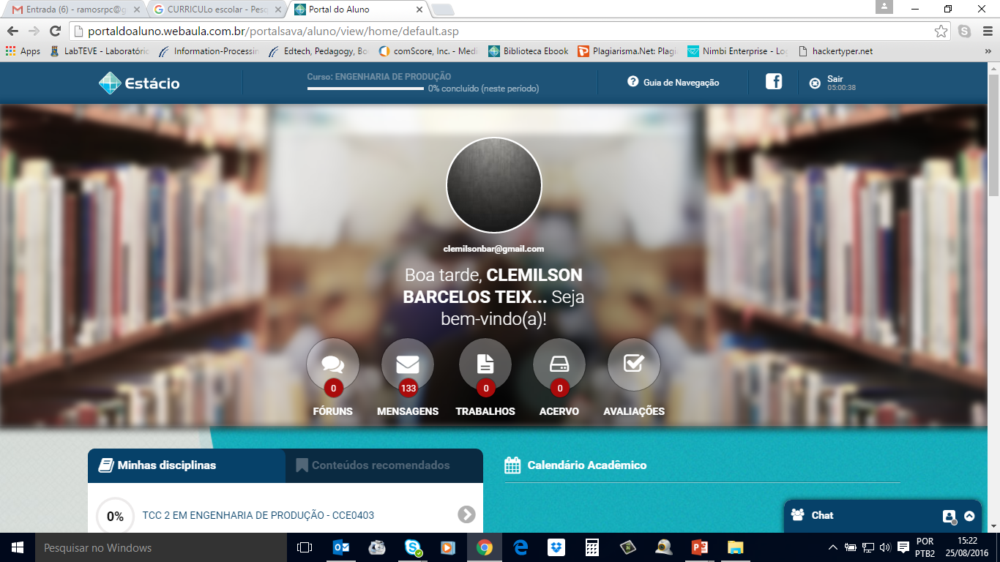 Entrada (6) - ramosrpc@g
CURRICULo escolar - Pesq
Portal do Aluno
portaldoaluno.webaula.com.br/portalsava/aluno/view/home/default.asp
Apps
LabTEVE - Laboratóric
Information-Processin
Edtech, Pedagogy, Bo
comScore, Inc. - Medi
Biblioteca Ebook
Plagiarisma.Net: Plagi
Nimbi Enterprise - Lo
hackertyper.net
»
Estácio
Curso: ENGENHARIA DE PRODUÇÃO
0% concluído (neste período)
Guia de Navegação
Sair
05:00:38
clemilsonbar@gmail.com
Boa tarde, CLEMILSON
BARCELOS TEIX... Seja
bem-vindo(a)!
0
133
0
0
FÓRUNS
MENSAGENS
TRABALHOS
ACERVO
AVALIAÇÕES
Minhas disciplinas
Conteúdos recomendados
Calendário Acadêmico
0%
TCC 2 EM ENGENHARIA DE PRODUÇÃO - CCE0403
Chat
Pesquisar no Windows
POR
PTB2
15:22
25/08/2016